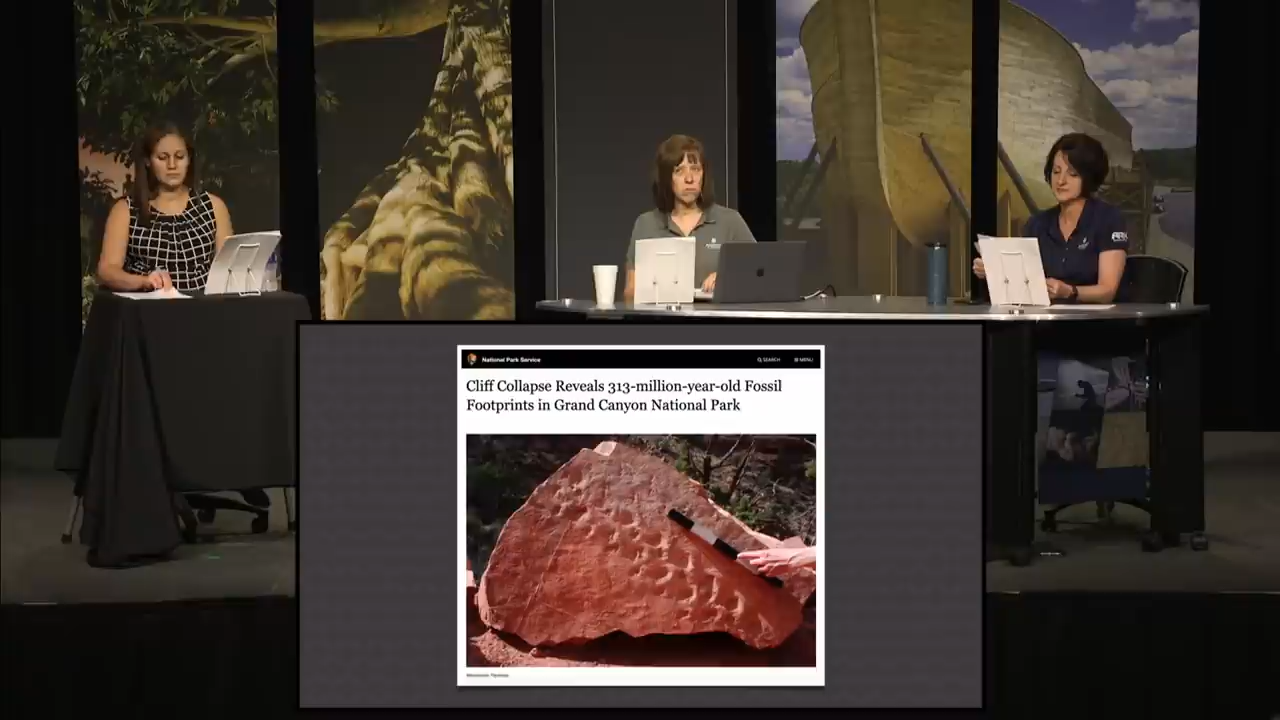 National Park Service
SEARCH
MENU
Cliff Collapse Reveals 313-million-year-old Fossil
Footprints in Grand Canyon National Park